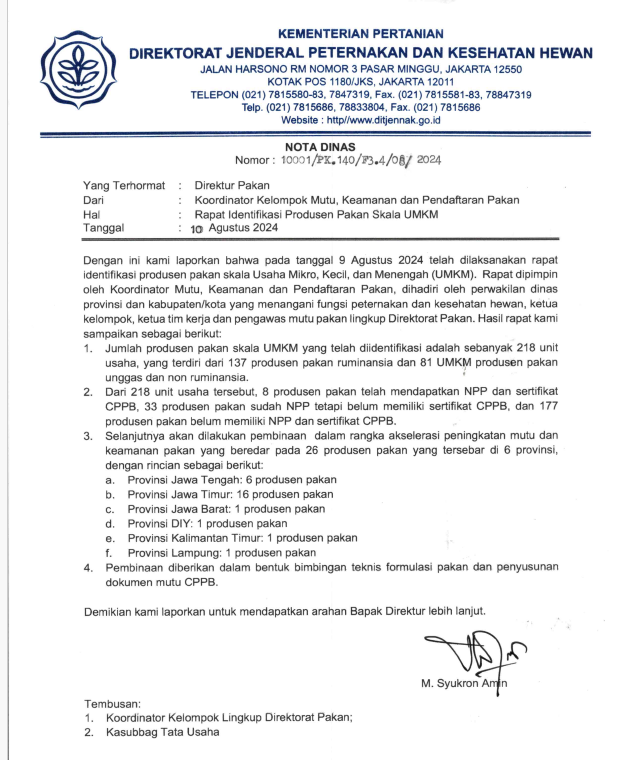 KEMENTERIAN PERTANIAN
DIREKTORAT JENDERAL PETERNAKAN DAN KESEHATAN HEWAN
JALAN HARSONO RM NOMOR 3 PASAR MINGGU, JAKARTA 12550
KOTAK POS 1180/JKS, JAKARTA 12011
TELEPON (021) 7815580-83, 7847319, Fax. (021) 7815581-83, 78847319
Telp. (021) 7815686, 78833804, Fax. (021) 7815686
Website : http//www.ditjennak.go.id
NOTA DINAS
Nomor : 10001/PK.140/F3.4/08/ 2024
Yang Terhormat : Direktur Pakan
Dari : Koordinator Kelompok Mutu, Keamanan dan Pendaftaran Pakan
Hal : Rapat Identifikasi Produsen Pakan Skala UMKM
Tanggal : 10 Agustus 2024
Dengan ini kami laporkan bahwa pada tanggal 9 Agustus 2024 telah dilaksanakan rapat
identifikasi produsen pakan skala Usaha Mikro, Kecil, dan Menengah (UMKM). Rapat dipimpin
oleh Koordinator Mutu, Keamanan dan Pendaftaran Pakan, dihadiri oleh perwakilan dinas
provinsi dan kabupaten/kota yang menangani fungsi peternakan dan kesehatan hewan, ketua
kelompok, ketua tim kerja dan pengawas mutu pakan lingkup Direktorat Pakan. Hasil rapat kami
sampaikan sebagai berikut:
1. Jumlah produsen pakan skala UMKM yang telah diidentifikasi adalah sebanyak 218 unit
usaha, yang terdiri dari 137 produsen pakan ruminansia dan 81 UMKM produsen pakan
unggas dan non ruminansia.
2. Dari 218 unit usaha tersebut, 8 produsen pakan telah mendapatkan NPP dan sertifikat
CPPB, 33 produsen pakan sudah NPP tetapi belum memiliki sertifikat CPPB, dan 177
produsen pakan belum memiliki NPP dan sertifikat CPPB.
3. Selanjutnya akan dilakukan pembinaan dalam rangka akselerasi peningkatan mutu dan
keamanan pakan yang beredar pada 26 produsen pakan yang tersebar di 6 provinsi,
dengan rincian sebagai berikut:
a. Provinsi Jawa Tengah: 6 produsen pakan
b. Provinsi Jawa Timur: 16 produsen pakan
c. Provinsi Jawa Barat: 1 produsen pakan
d. Provinsi DIY: 1 produsen pakan
e. Provinsi Kalimantan Timur: 1 produsen pakan
f. Provinsi Lampung: 1 produsen pakan
4. Pembinaan diberikan dalam bentuk bimbingan teknis formulasi pakan dan penyusunan
dokumen mutu CPPB.
Demikian kami laporkan untuk mendapatkan arahan Bapak Direktur lebih lanjut.
M. Syukron Amin
Tembusan:
1. Koordinator Kelompok Lingkup Direktorat Pakan;
2. Kasubbag Tata Usaha